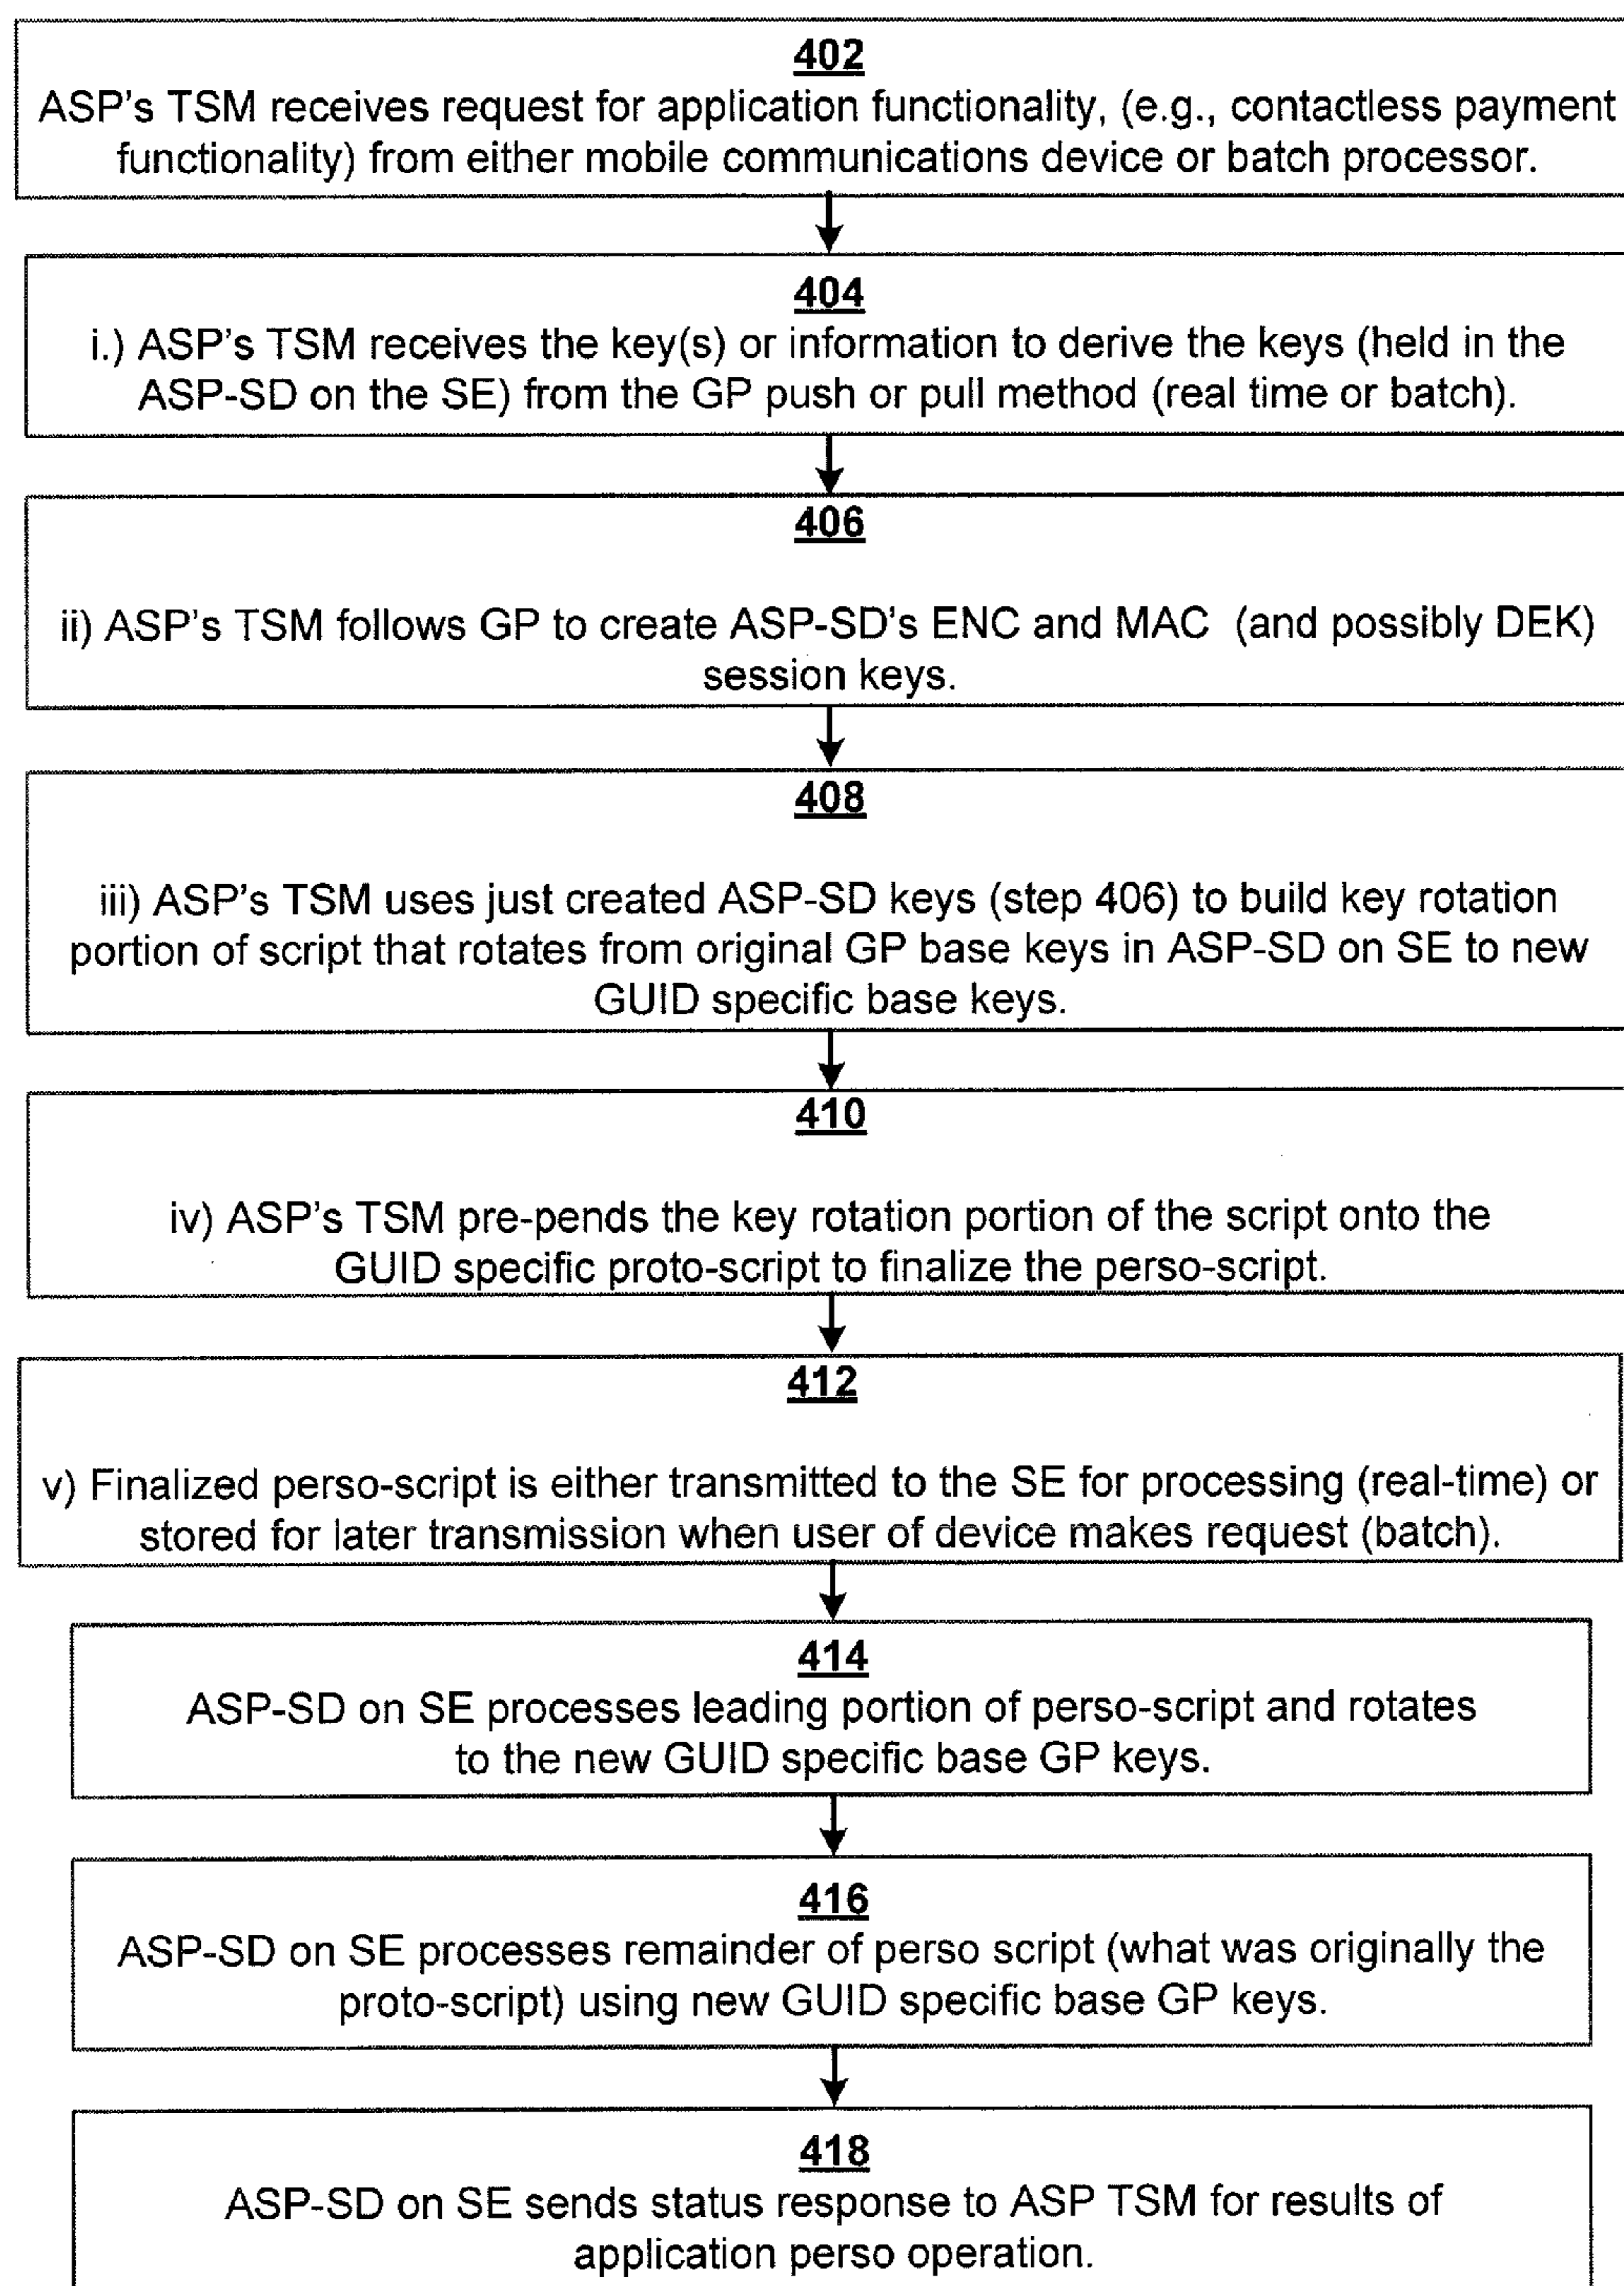 402
ASP's TSM receives request for application functionality, (e.g., contactless payment
functionality) from either mobile communications device or batch processor.
404
i.) ASP's TSM receives the key(s) or information to derive the keys (held in the
ASP-SD on the SE) from the GP push or pull method (real time or batch).
406
ii) ASP's TSM follows GP to create ASP-SD's ENC and MAC (and possibly DEK)
session keys.
408
iii) ASP's TSM uses just created ASP-SD keys (step 406) to build key rotation
portion of script that rotates from original GP base keys in ASP-SD on SE to new
GUID specific base keys.
410
iv) ASP's TSM pre-pends the key rotation portion of the script onto the
GUID specific proto-script to finalize the perso-script.
412
v) Finalized perso-script is either transmitted to the SE for processing (real-time) or
stored for later transmission when user of device makes request (batch).
414
ASP-SD on SE processes leading portion of perso-script and rotates
to the new GUID specific base GP keys.
416
ASP-SD on SE processes remainder of perso script (what was originally the
proto-script) using new GUID specific base GP keys.
418
ASP-SD on SE sends status response to ASP TSM for results of
application perso operation.